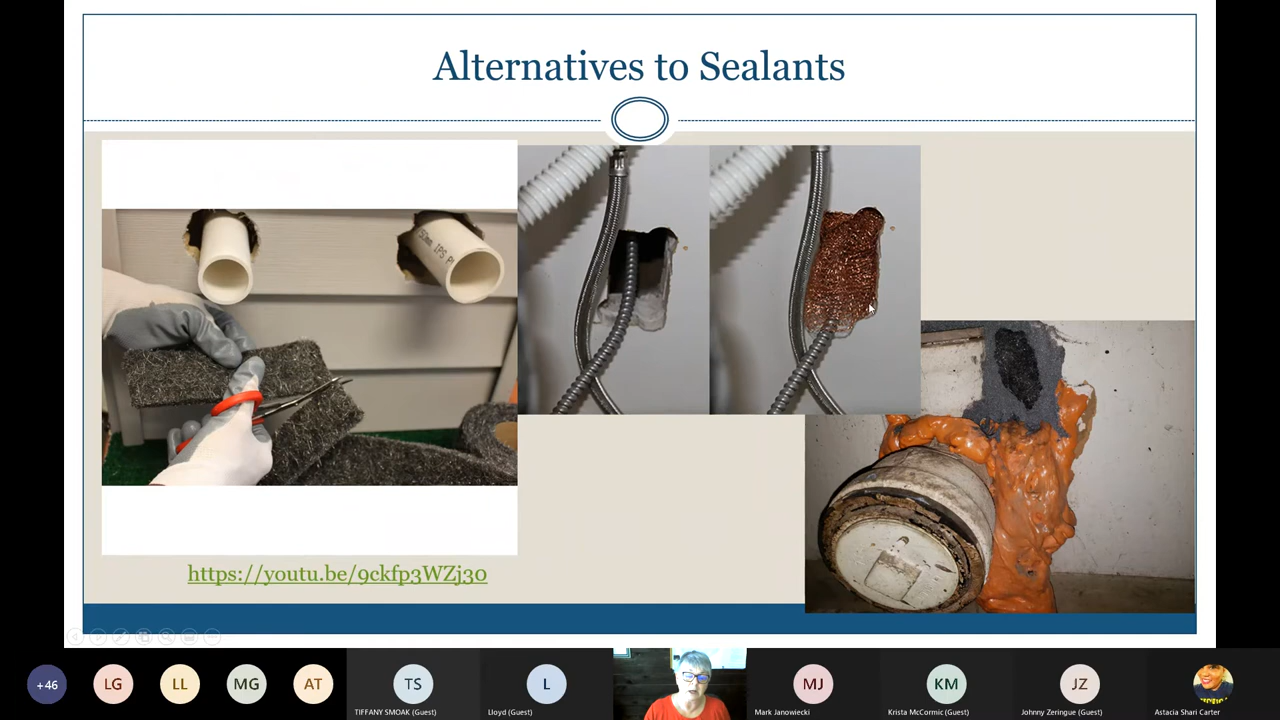 Alternatives to Sealants
https://youtu.be/9ckfp3WZj30
+46
LG
LL
MG
AT
TS
L
MJ
KM
JZ
TIFFANY SMOAK (Guest)
Lloyd (Guest)
Mark Janowiecki
Krista McCormic (Guest)
Johnny Zeringue (Guest)
Astacia Shari Carter